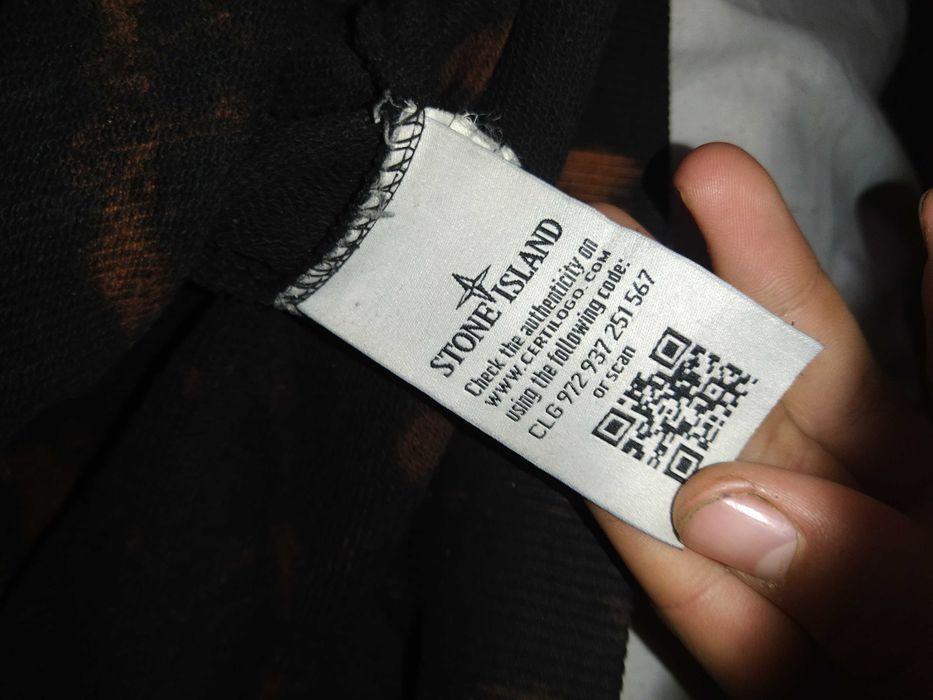 STONE ISLAND
Check the authenticity on
WWW.CERTILOGO.COM
using the following code:
CLG 972 937 251 567
or scan